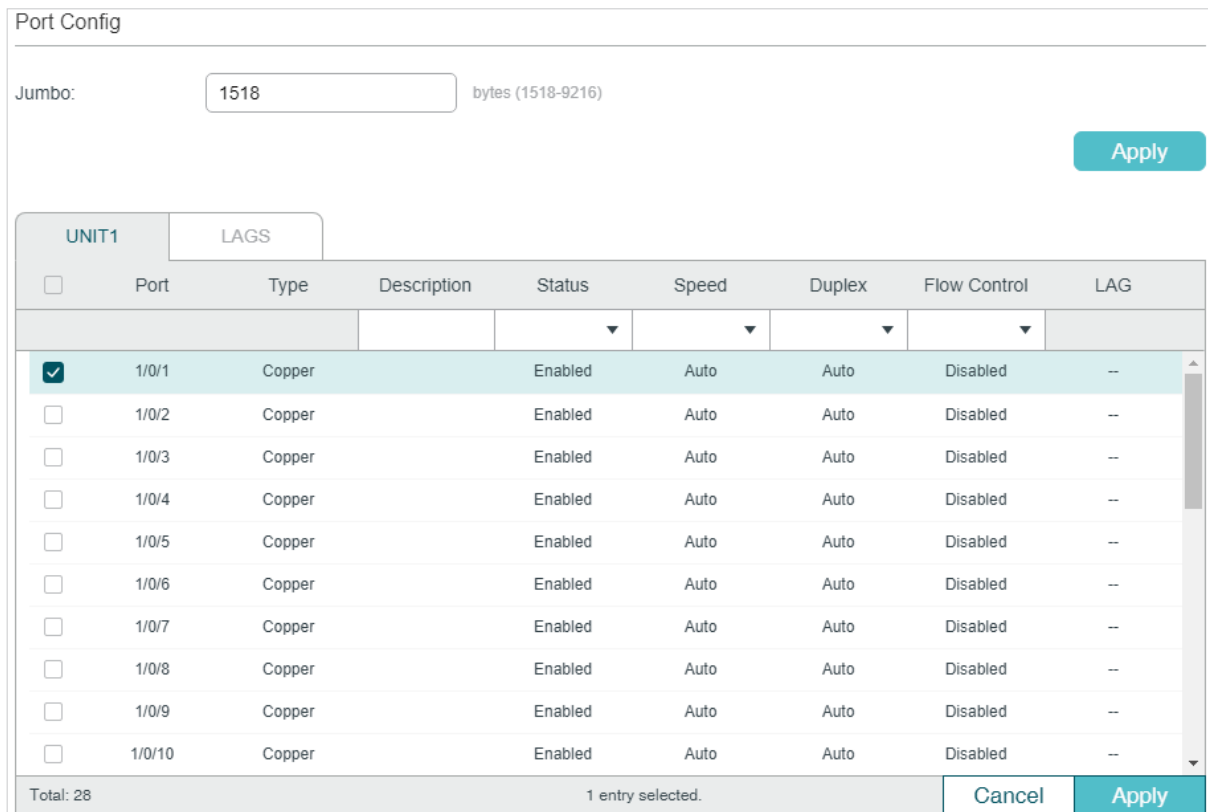 Port Config
Jumbo: 1518 bytes (1518-9216)
Apply
UNIT1 LAGS
Port Type Description Status Speed Duplex Flow Control LAG
1/0/1 Copper Enabled Auto Auto Disabled --
1/0/2 Copper Enabled Auto Auto Disabled --
1/0/3 Copper Enabled Auto Auto Disabled --
1/0/4 Copper Enabled Auto Auto Disabled --
1/0/5 Copper Enabled Auto Auto Disabled --
1/0/6 Copper Enabled Auto Auto Disabled --
1/0/7 Copper Enabled Auto Auto Disabled --
1/0/8 Copper Enabled Auto Auto Disabled --
1/0/9 Copper Enabled Auto Auto Disabled --
1/0/10 Copper Enabled Auto Auto Disabled --
Total: 28 1 entry selected. Cancel Apply